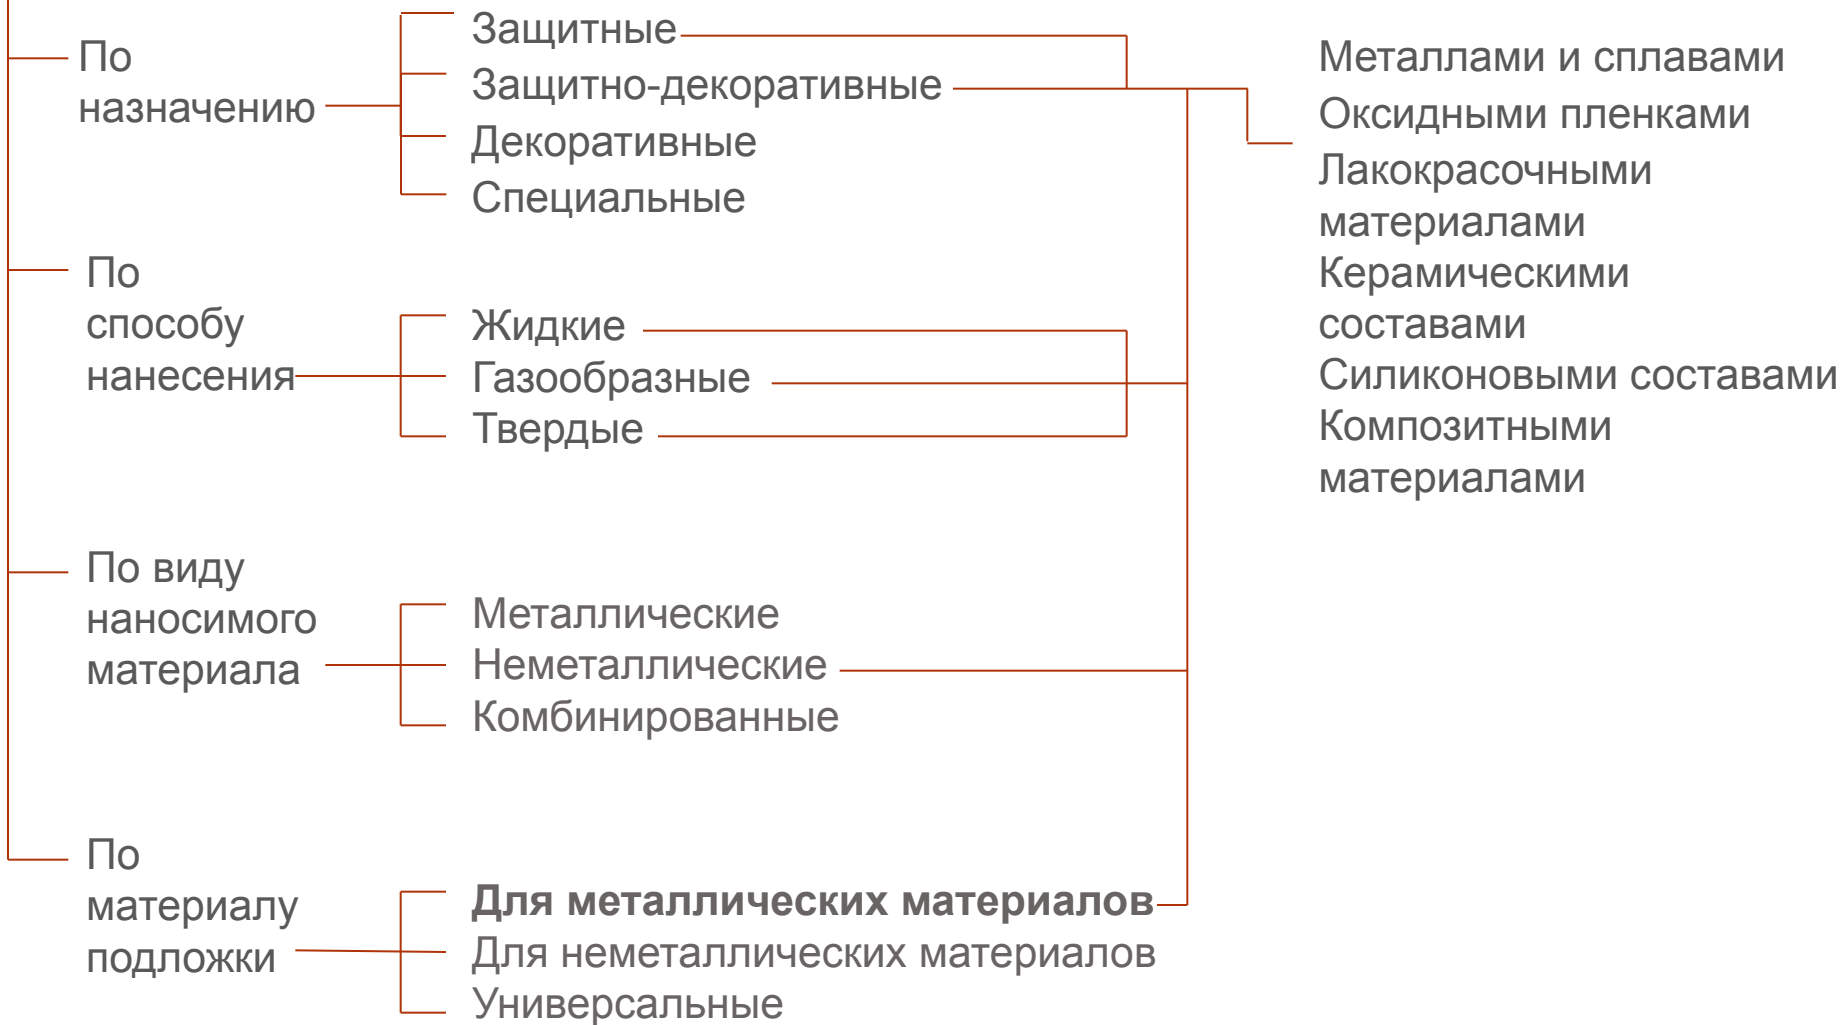 По
назначению
Защитные
Защитно-декоративные
Декоративные
Специальные
По
способу
нанесения
Жидкие
Газообразные
Твердые
По виду
наносимого
материала
Металлические
Неметаллические
Комбинированные
По
материалу
подложки
Для металлических материалов
Для неметаллических материалов
Универсальные
Металлами и сплавами
Оксидными пленками
Лакокрасочными
материалами
Керамическими
составами
Силиконовыми составами
Композитными
материалами